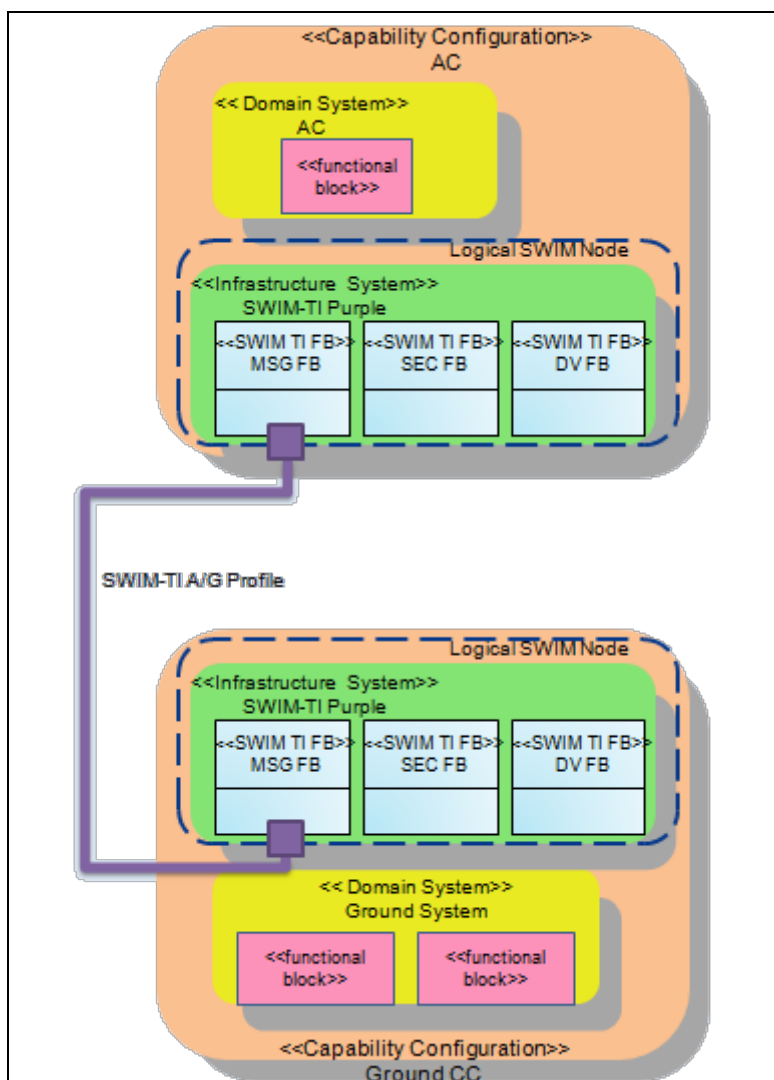 <<Capability Configuration>>
AC
<< Domain System>>
AC
<<functional
block>>
Logical SWIM Node
<<Infrastructure System>>
SWIM-TI Purple
<<SWIM TI FB>>
MSG FB
<<SWIM TI FB>>
SEC FB
<<SWIM TI FB>>
DV FB
SWIM-TI A/G Profile
Logical SWIM Node
<<Infrastructure System>>
SWIM-TI Purple
<<SWIM TI FB>>
MSG FB
<<SWIM TI FB>>
SEC FB
<<SWIM TI FB>>
DV FB
<< Domain System>>
Ground System
<<functional
block>>
<<functional
block>>
<<Capability Configuration>>
Ground CC